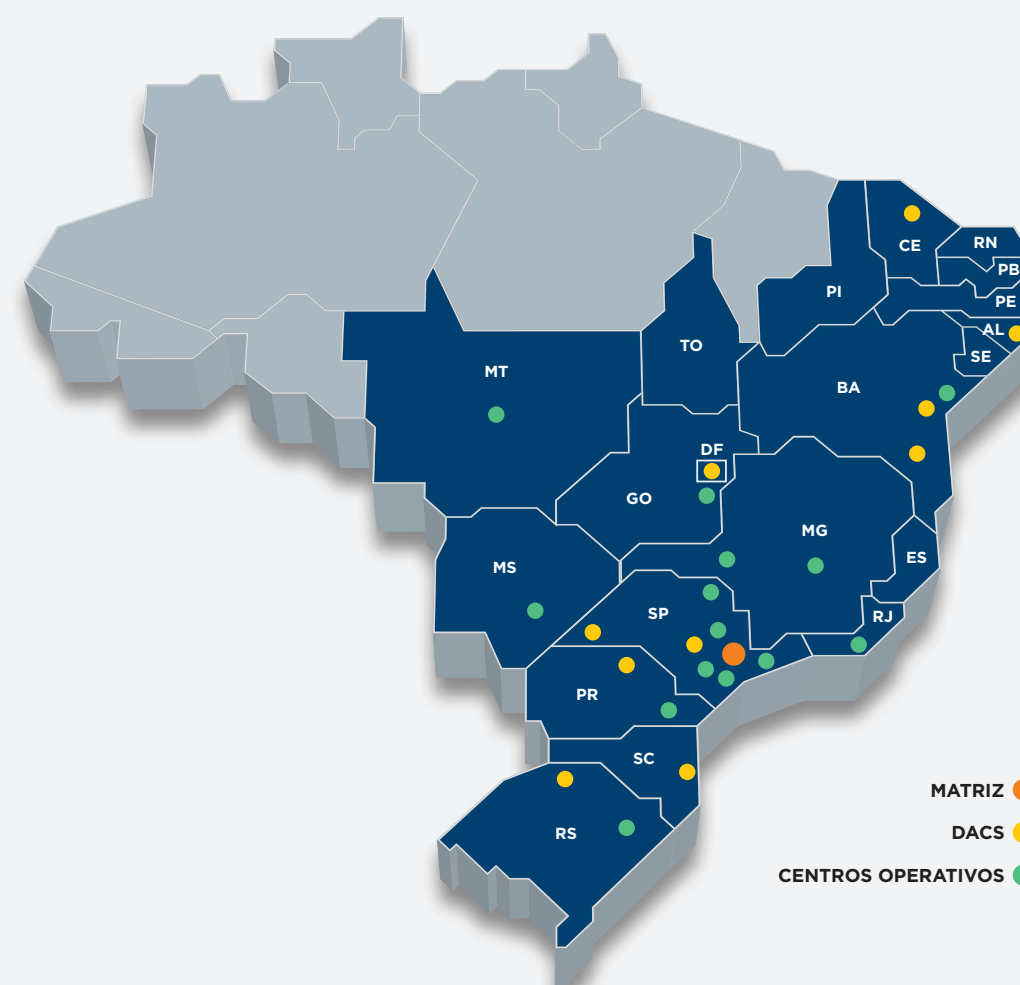 CE
RN
PB
PI
PE
AL
TO
SE
MT
BA
DF
GO
MG
ES
MS
SP
RJ
PR
SC
MATRIZ
RS
DACS
CENTROS OPERATIVOS